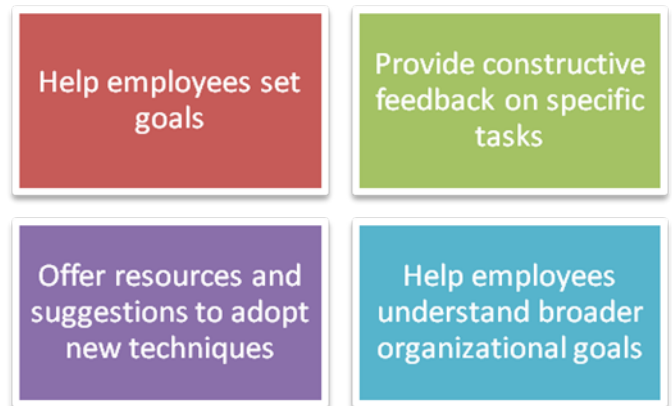 Help employees set
goals
Provide constructive
feedback on specific
tasks
Offer resources and
suggestions to adopt
new techniques
Help employees
understand broader
organizational goals